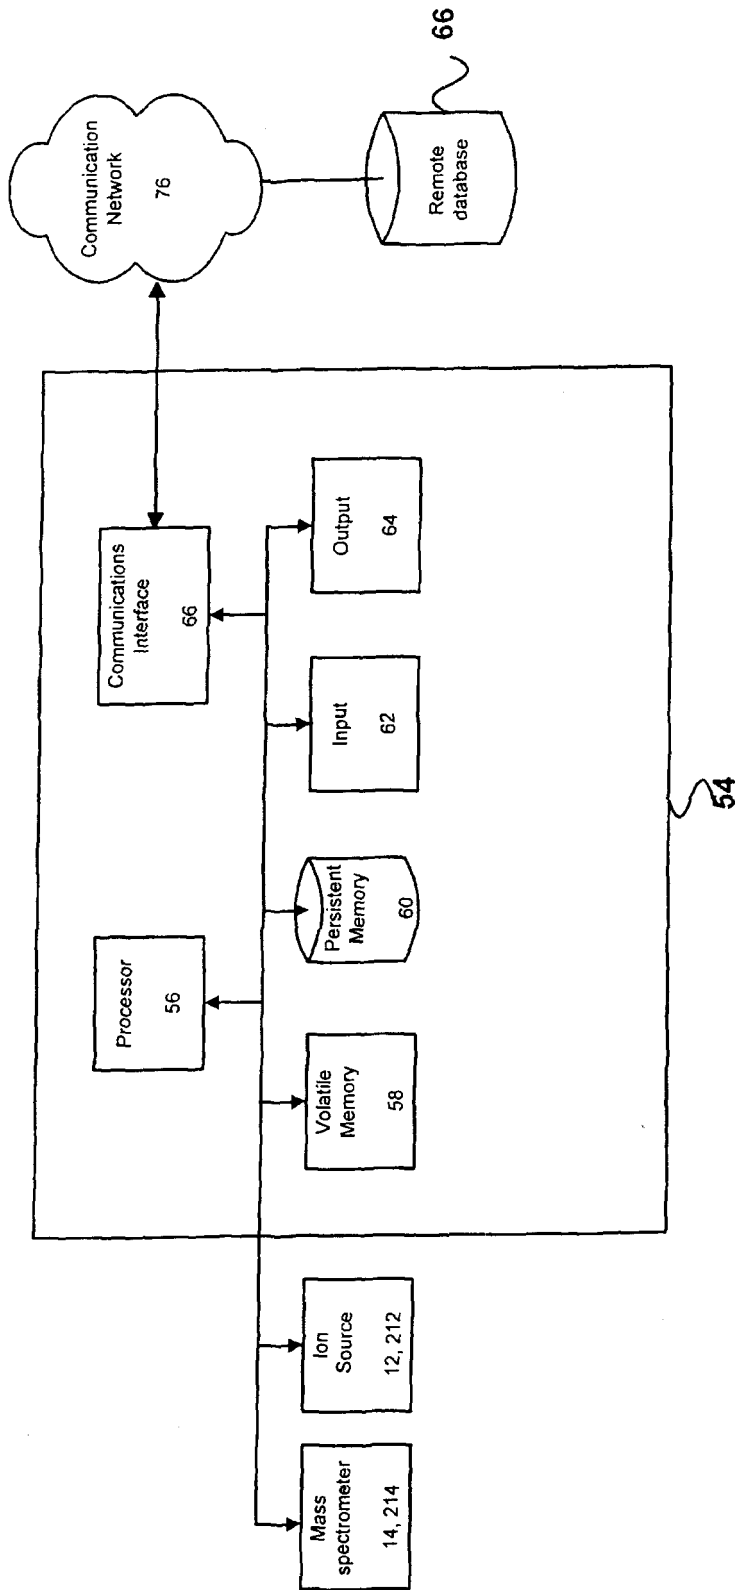 Mass
spectrometer
14, 214
Ion
Source
12, 212
Processor
56
Communications
Interface
66
Volatile
Memory
58
Persistent
Memory
60
Input
62
Output
64
54
Communication
Network
76
Remote
database
66